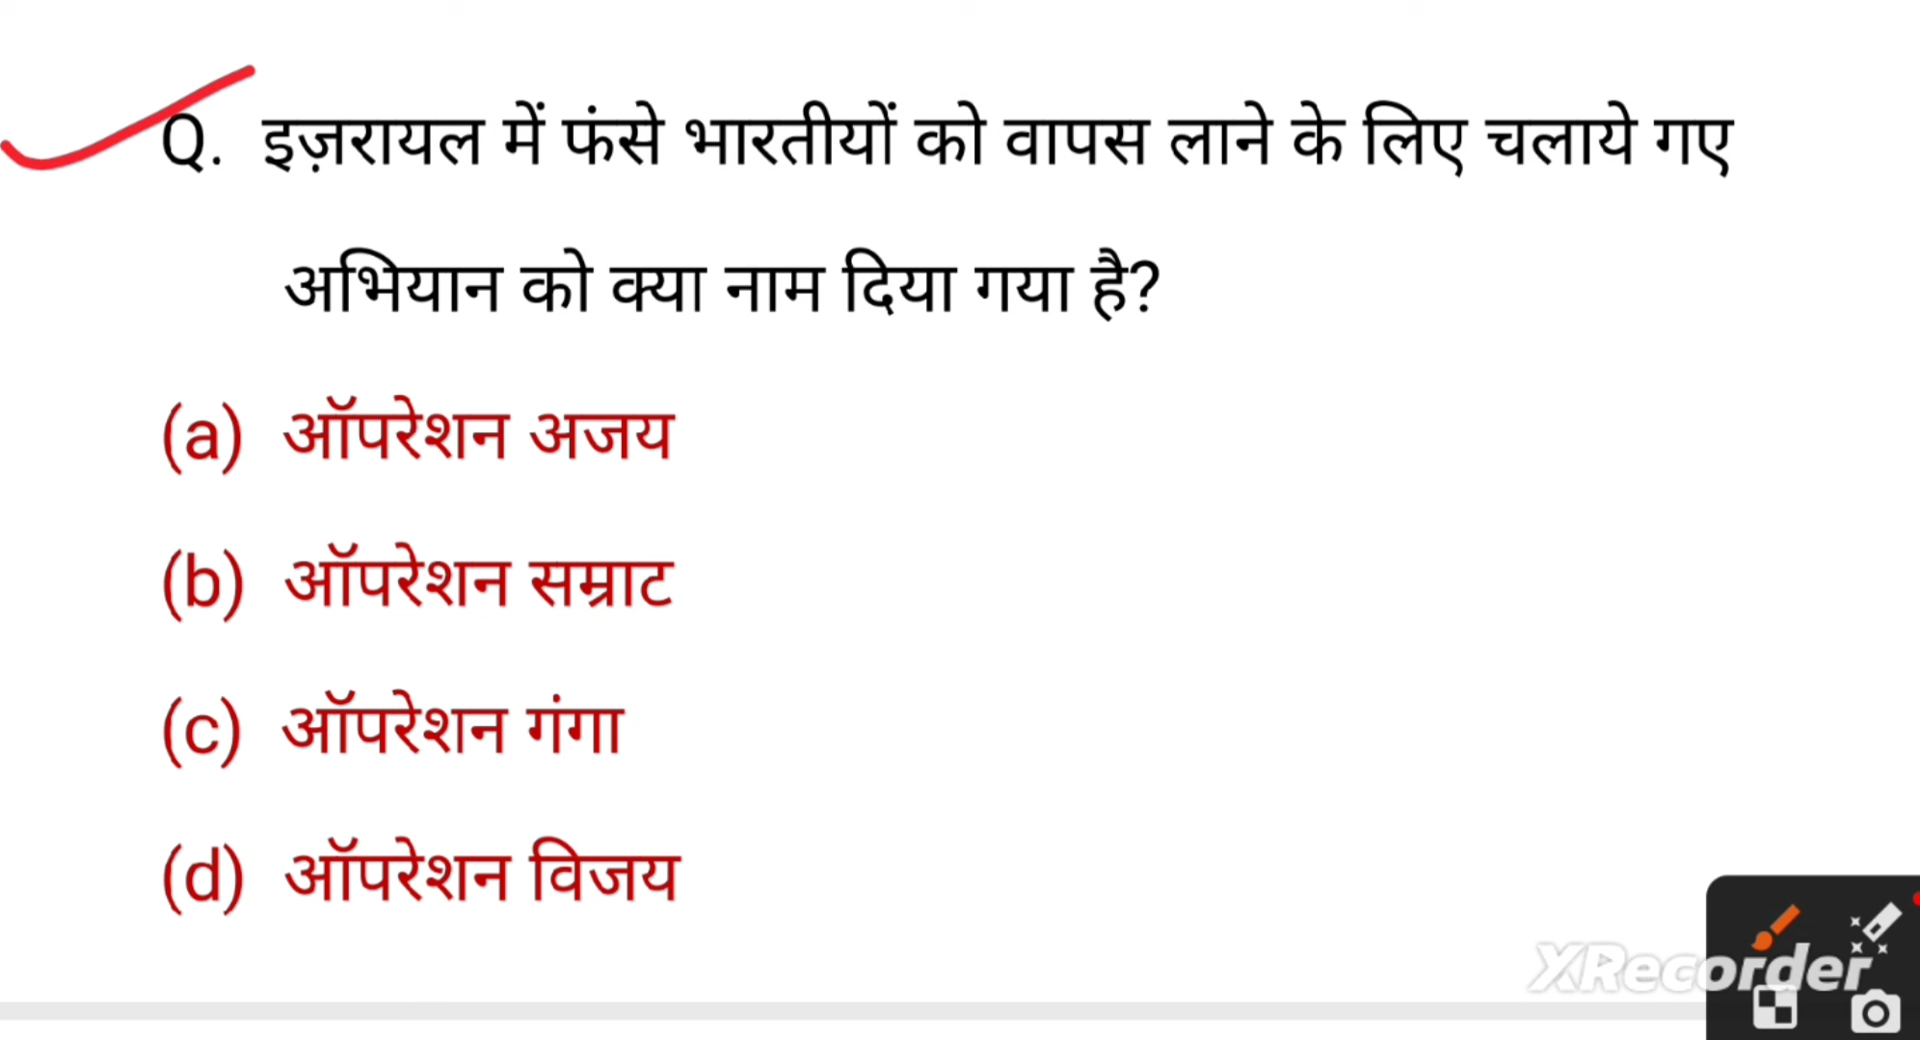 Q. इज़रायल में फंसे भारतीयों को वापस लाने के लिए चलाये गए
अभियान को क्या नाम दिया गया है?
(a) ऑपरेशन अजय
(b) ऑपरेशन सम्राट
(c) ऑपरेशन गंगा
(d) ऑपरेशन विजय
XRecorder